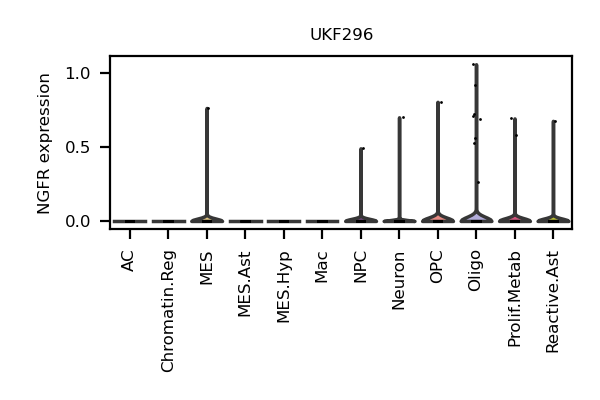 UKF296
NGFR expression
1.0
0.5
0.0
AC
Chromatin.Reg
MES
MES.Ast
MES.Hyp
Mac
NPC
Neuron
OPC
Oligo
Prolif.Metab
Reactive.Ast